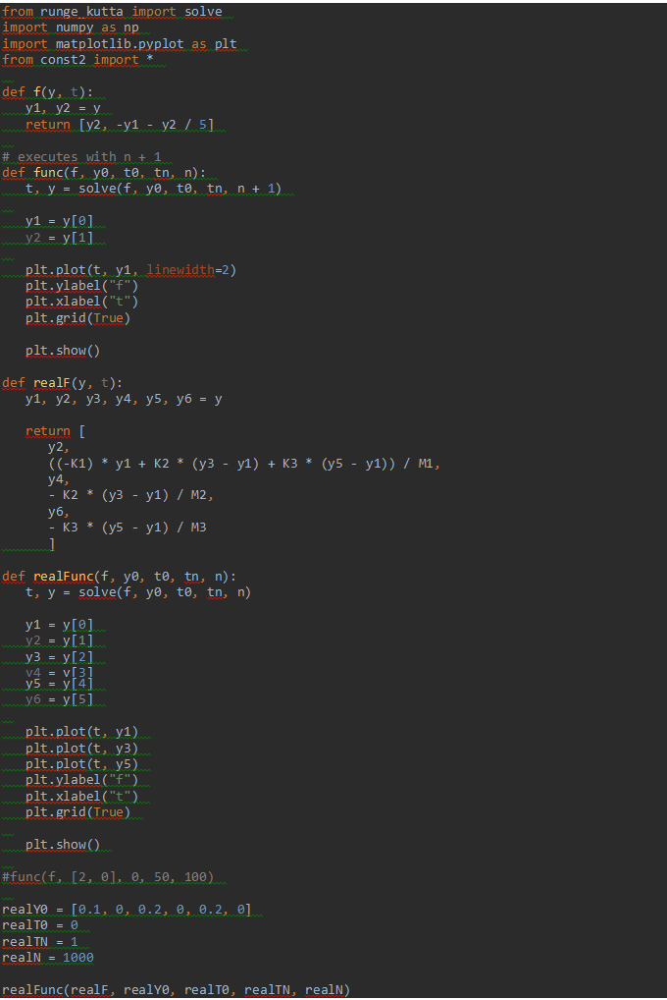 from runge_kutta import solve
import numpy as np
import matplotlib.pyplot as plt
from const2 import *
def f(y, t):
y1, y2 = y
return [y2, -y1 - y2 / 5]
# executes with n + 1
def func(f, y0, t0, tn, n):
t, y = solve(f, y0, t0, tn, n + 1)
y1 = y[0]
y2 = y[1]
plt.plot(t, y1, linewidth=2)
plt.ylabel("f")
plt.xlabel("t")
plt.grid(True)
plt.show()
def realF(y, t):
y1, y2, y3, y4, y5, y6 = y
return [
y2,
((-K1) * y1 + K2 * (y3 - y1) + K3 * (y5 - y1)) / M1,
y4,
- K2 * (y3 - y1) / M2,
y6,
- K3 * (y5 - y1) / M3
]
def realFunc(f, y0, t0, tn, n):
t, y = solve(f, y0, t0, tn, n)
y1 = y[0]
y2 = y[1]
y3 = y[2]
y4 = y[3]
y5 = y[4]
y6 = y[5]
plt.plot(t, y1)
plt.plot(t, y3)
plt.plot(t, y5)
plt.ylabel("f")
plt.xlabel("t")
plt.grid(True)
plt.show()
#func(f, [2, 0], 0, 50, 100)
realY0 = [0.1, 0, 0.2, 0, 0.2, 0]
realT0 = 0
realTN = 1
realN = 1000
realFunc(realF, realY0, realT0, realTN, realN)